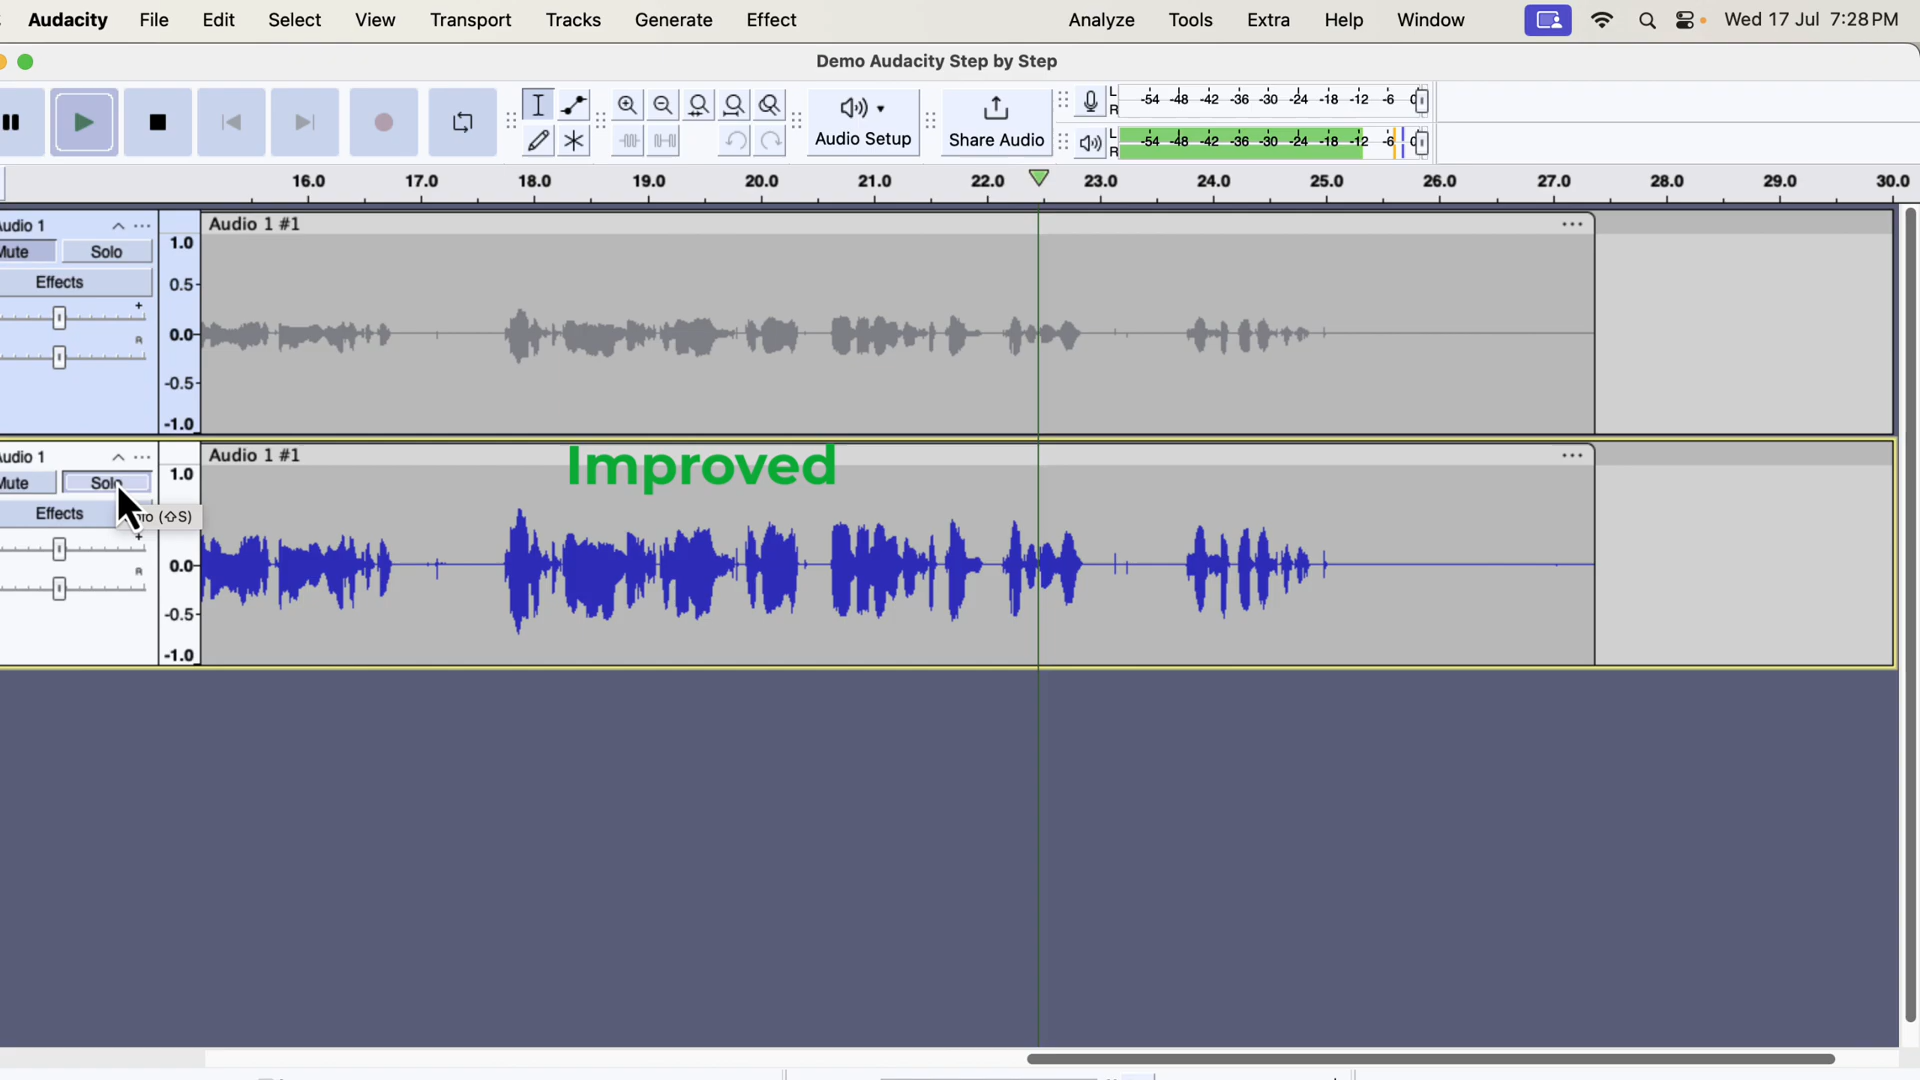 Audacity File Edit Select View Transport Tracks Generate Effect Analyze Tools Extra Help Window Wed 17 Jul 7:28 PM
Demo Audacity Step by Step
Audio Setup
Share Audio
L
R
-54 -48 -42 -36 -30 -24 -18 -12 -6 0
L
R
-54 -48 -42 -36 -30 -24 -18 -12 -6
16.0 17.0 18.0 19.0 20.0 21.0 22.0 23.0 24.0 25.0 26.0 27.0 28.0 29.0 30.0
Audio 1
Mute Solo
Effects
+
R
1.0
0.5
0.0
-0.5
-1.0
Audio 1 #1
Audio 1
Mute Solo
Effects
(⇧S)
+
R
1.0
0.0
-0.5
-1.0
Audio 1 #1
Improved